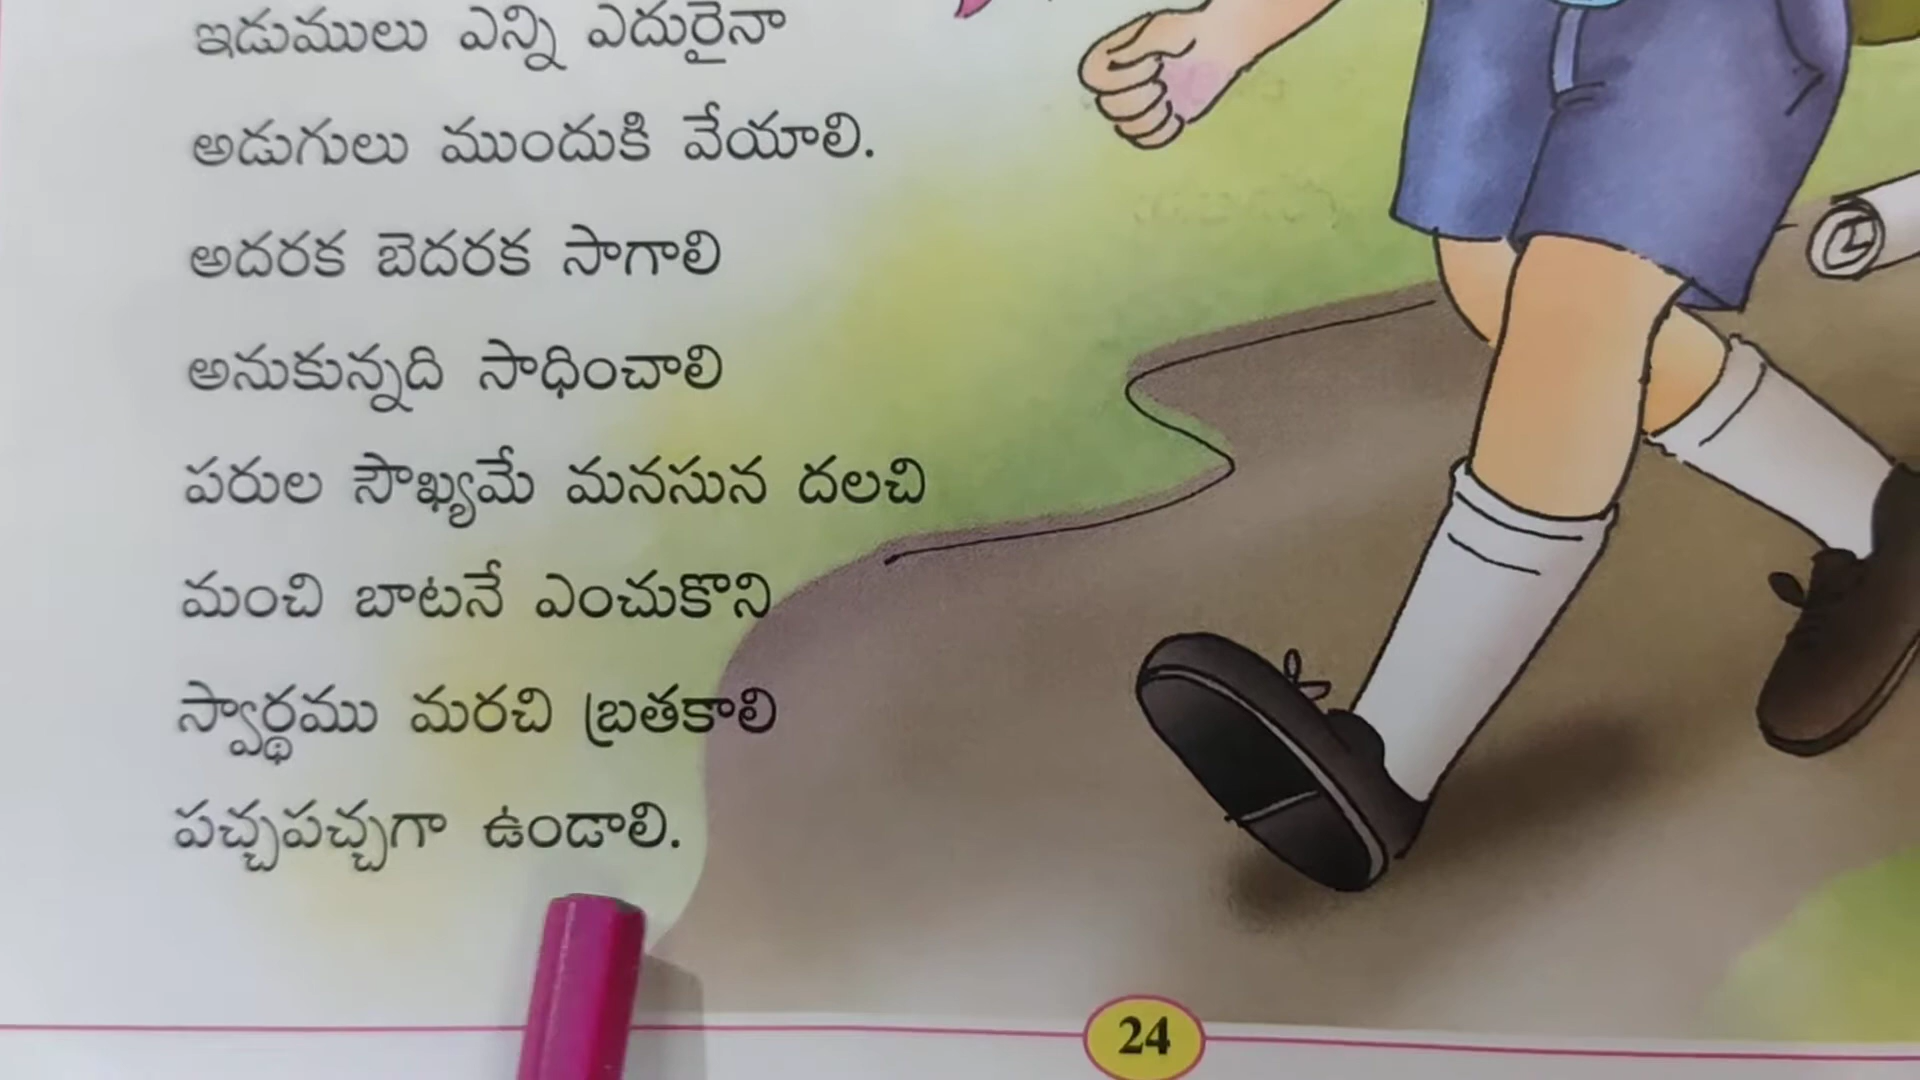 ఇడుములు ఎన్ని ఎదురైనా
అడుగులు ముందుకి వేయాలి.
అదరక బెదరక సాగాలి
అనుకున్నది సాధించాలి
పరుల సౌఖ్యమే మనసున దలచి
మంచి బాటనే ఎంచుకొని
స్వార్థము మరచి బ్రతకాలి
పచ్చపచ్చగా ఉండాలి.
24